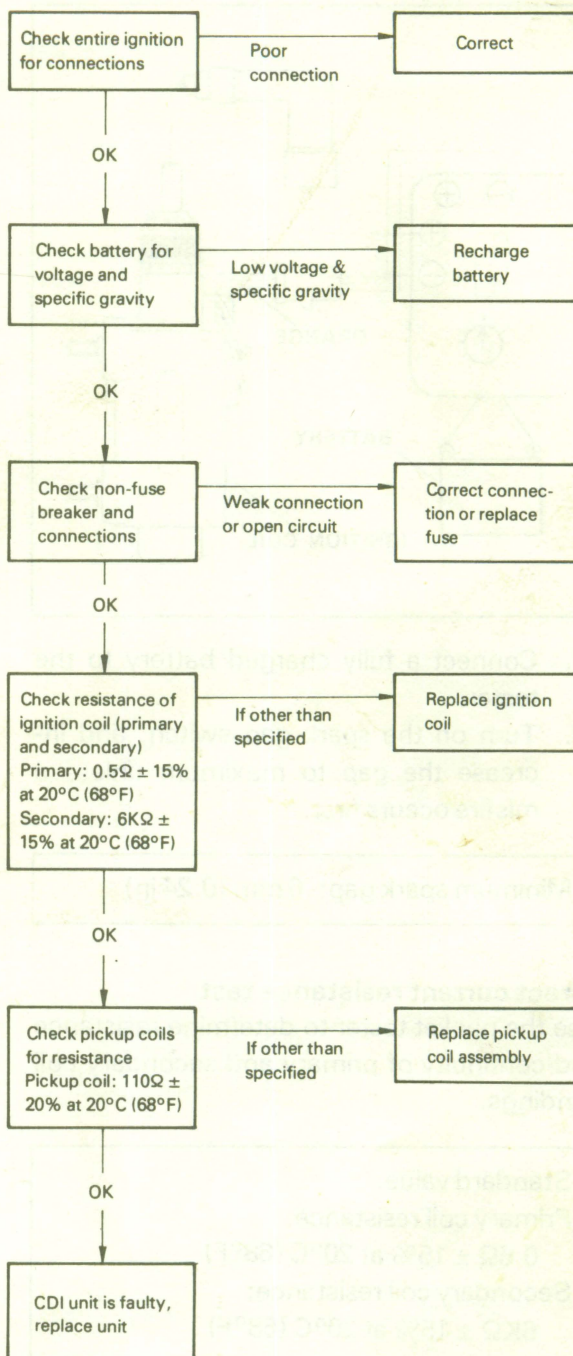 Check entire ignition
for connections
Poor
connection
Correct
OK
Check battery for
voltage and
specific gravity
Low voltage &
specific gravity
Recharge
battery
OK
Check non-fuse
breaker and
connections
Weak connection
or open circuit
Correct connec-
tion or replace
fuse
OK
Check resistance of
ignition coil (primary
and secondary)
Primary: 0.5Ω ± 15%
at 20°C (68°F)
Secondary: 6KΩ ±
15% at 20°C (68°F)
If other than
specified
Replace ignition
coil
OK
Check pickup coils
for resistance
Pickup coil: 110Ω ±
20% at 20°C (68°F)
If other than
specified
Replace pickup
coil assembly
OK
CDI unit is faulty,
replace unit
BATTERY
Connect a fully charged battery to the
Turn on the spark switch and in-
crease the gap to
misfire occurs
spark gap:
current resistance test
Standard value:
Primary coil resistance:
Secondary coil resistance: